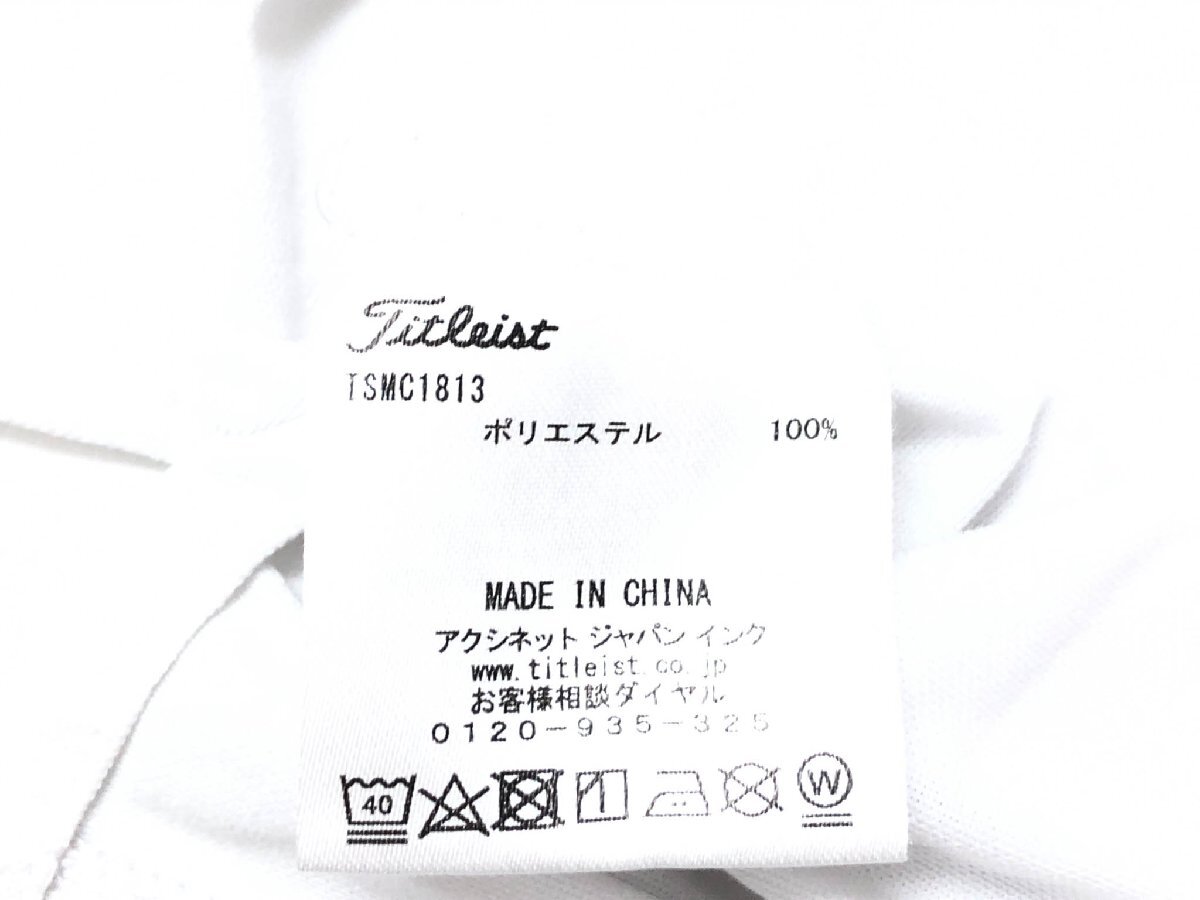 Titleist
TSMC1813
ポリエステル 100%
MADE IN CHINA
アクシネット ジャパン インク
www.titleist.co.jp
お客様相談ダイヤル
0120-935-325
40 W